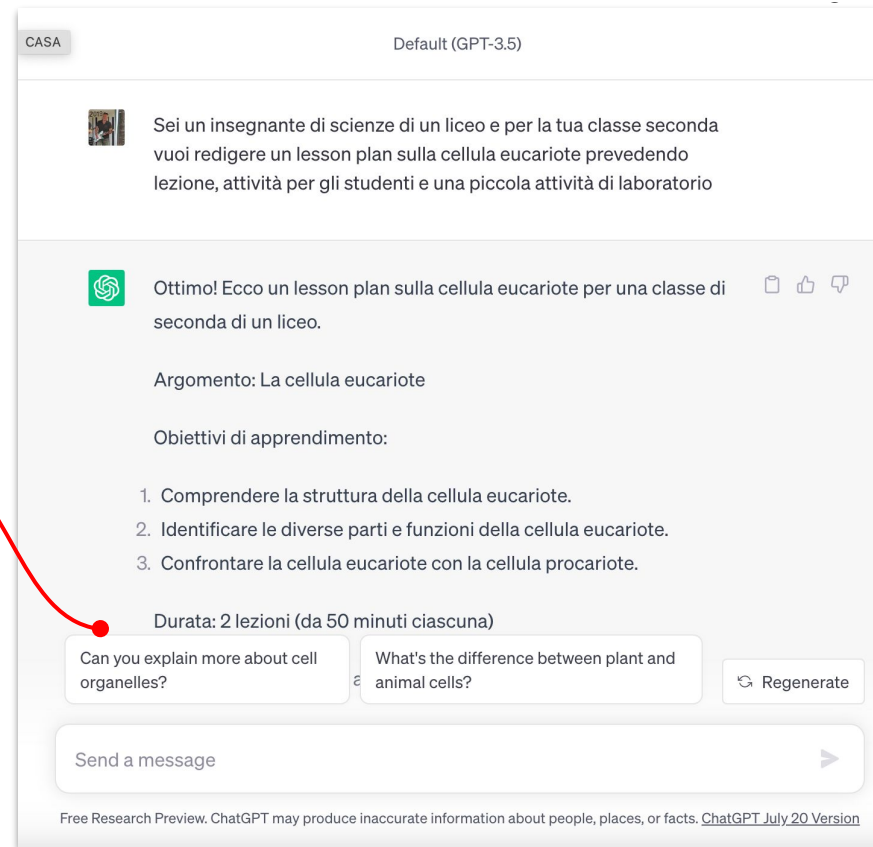 CASA
Default (GPT-3.5)
Sei un insegnante di scienze di un liceo e per la tua classe seconda
vuoi redigere un lesson plan sulla cellula eucariote prevedendo
lezione, attività per gli studenti e una piccola attività di laboratorio
Ottimo! Ecco un lesson plan sulla cellula eucariote per una classe di
seconda di un liceo.
Argomento: La cellula eucariote
Obiettivi di apprendimento:
1. Comprendere la struttura della cellula eucariote.
2. Identificare le diverse parti e funzioni della cellula eucariote.
3. Confrontare la cellula eucariote con la cellula procariote.
Durata: 2 lezioni (da 50 minuti ciascuna)
Can you explain more about cell
organelles?
What's the difference between plant and
animal cells?
Regenerate
Send a message
Free Research Preview. ChatGPT may produce inaccurate information about people, places, or facts. ChatGPT July 20 Version